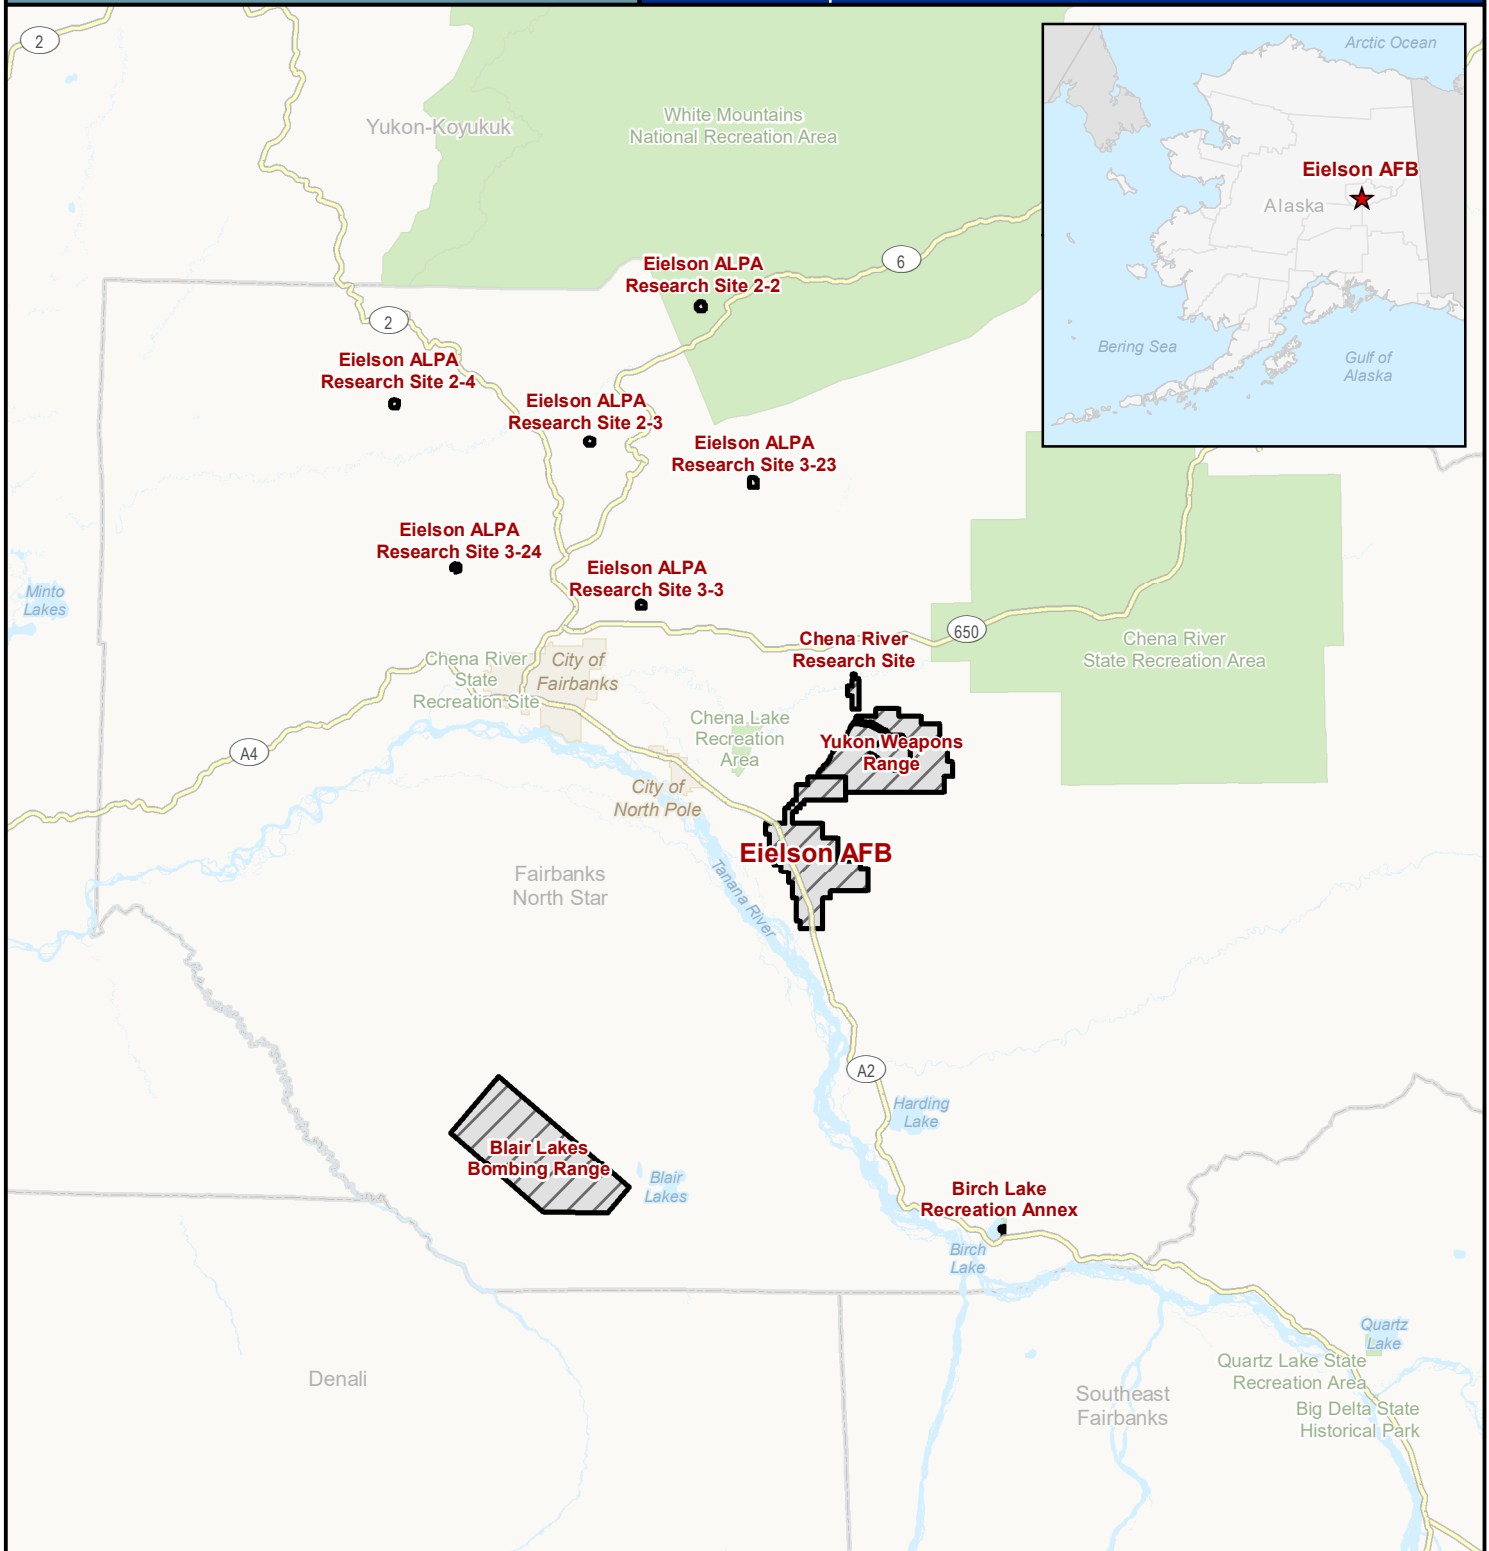 2
Yukon-Koyukuk
White Mountains
National Recreation Area
Arctic Ocean
Eielson AFB
Alaska
Bering Sea
Gulf of
Alaska
6
Eielson ALPA
Research Site 2-2
2
Eielson ALPA
Research Site 2-4
Eielson ALPA
Research Site 2-3
Eielson ALPA
Research Site 3-23
Eielson ALPA
Research Site 3-24
Eielson ALPA
Research Site 3-3
Minto
Lakes
650
Chena River
Research Site
Chena River
State Recreation Area
Chena River
State
Recreation Site
City of
Fairbanks
Chena Lake
Recreation
Area
Yukon Weapons
Range
A4
City of
North Pole
Eielson AFB
Fairbanks
North Star
Tanana River
A2
Harding
Lake
Blair Lakes
Bombing Range
Blair
Lakes
Birch Lake
Recreation Annex
Birch
Lake
Quartz
Lake
Quartz Lake State
Recreation Area
Denali
Southeast
Fairbanks
Big Delta State
Historical Park